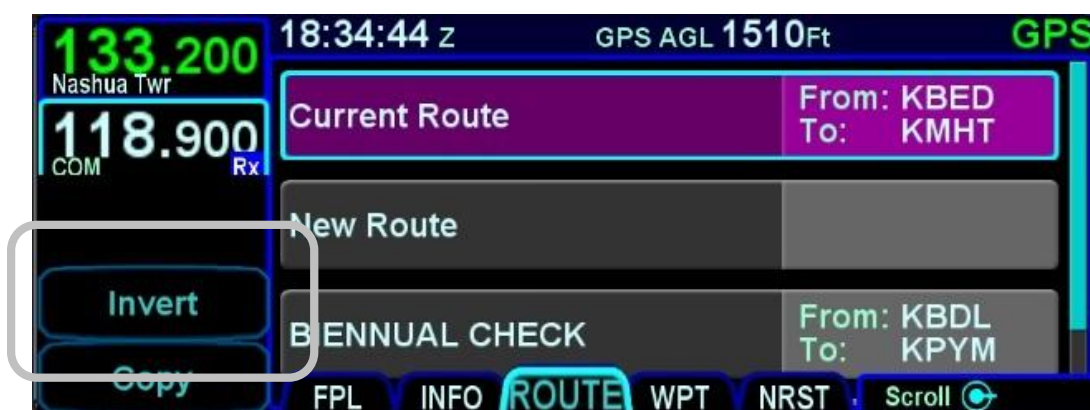 133.200
Nashua Twr
118.900
COM Rx
Invert
Copy
18:34:44 Z GPS AGL 1510Ft GPS
Current Route From: KBED
To: KMHT
New Route
BIENNUAL CHECK From: KBDL
To: KPYM
FPL INFO ROUTE WPT NRST Scroll